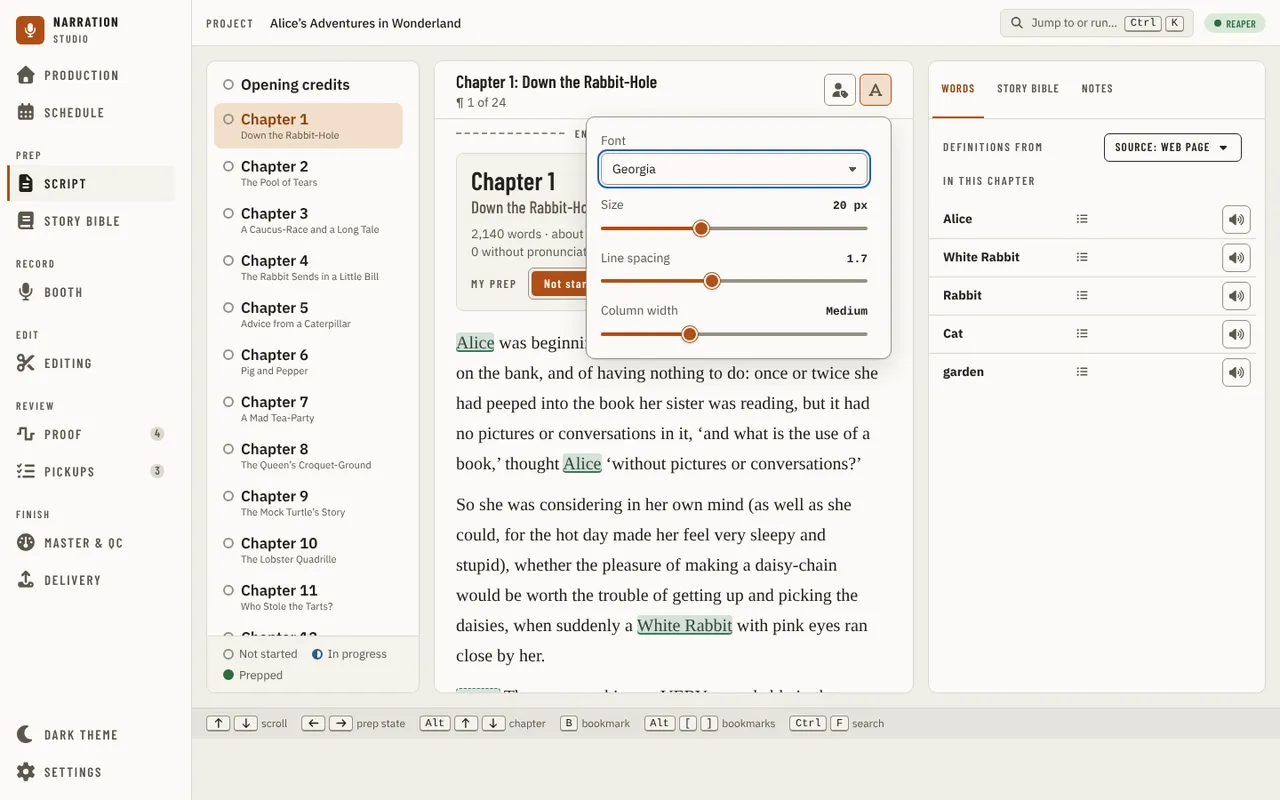 NARRATION
STUDIO
PRODUCTION
SCHEDULE
PREP
SCRIPT
STORY BIBLE
RECORD
BOOTH
EDIT
EDITING
REVIEW
PROOF 4
PICKUPS 3
FINISH
MASTER & QC
DELIVERY
DARK THEME
SETTINGS
PROJECT Alice's Adventures in Wonderland
Jump to or run... Ctrl K
REAPER
Opening credits
Chapter 1
Down the Rabbit-Hole
Chapter 2
The Pool of Tears
Chapter 3
A Caucus-Race and a Long Tale
Chapter 4
The Rabbit Sends in a Little Bill
Chapter 5
Advice from a Caterpillar
Chapter 6
Pig and Pepper
Chapter 7
A Mad Tea-Party
Chapter 8
The Queen's Croquet-Ground
Chapter 9
The Mock Turtle's Story
Chapter 10
The Lobster Quadrille
Chapter 11
Who Stole the Tarts?
Not started In progress
Prepped
Chapter 1: Down the Rabbit-Hole
¶ 1 of 24
A
Font
Georgia
Size 20 px
Line spacing 1.7
Column width Medium
Chapter 1
Down the Rabbit-Ho
2,140 words · about
0 without pronunciat
MY PREP Not star
Alice was beginni
on the bank, and of having nothing to do: once or twice she
had peeped into the book her sister was reading, but it had
no pictures or conversations in it, ‘and what is the use of a
book,’ thought Alice ‘without pictures or conversations?’
So she was considering in her own mind (as well as she
could, for the hot day made her feel very sleepy and
stupid), whether the pleasure of making a daisy-chain
would be worth the trouble of getting up and picking the
daisies, when suddenly a White Rabbit with pink eyes ran
close by her.
WORDS STORY BIBLE NOTES
DEFINITIONS FROM SOURCE: WEB PAGE
IN THIS CHAPTER
Alice
White Rabbit
Rabbit
Cat
garden
↑ ↓ scroll ← → prep state Alt ↑ ↓ chapter B bookmark Alt [ ] bookmarks Ctrl F search